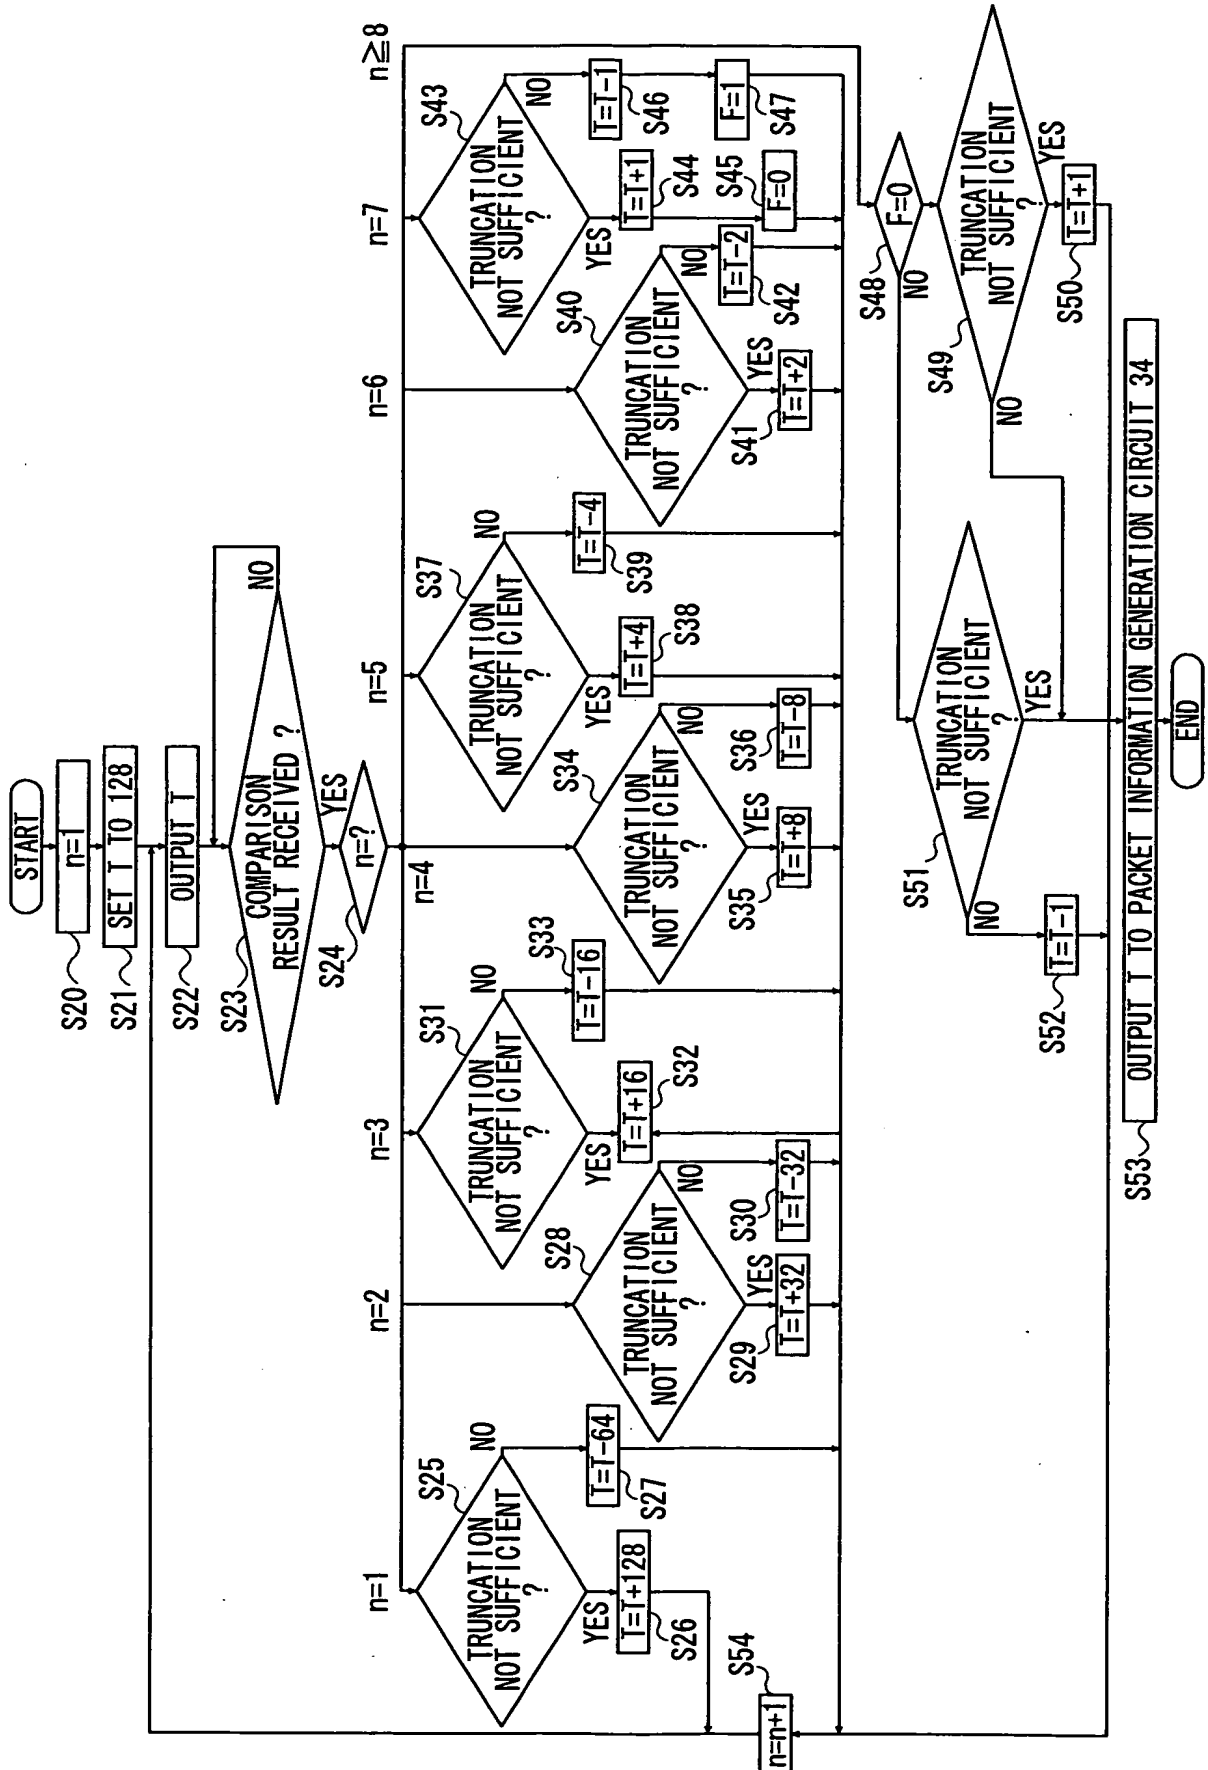 START
n=1
S20
SET T TO 128
S21
OUTPUT T
S22
COMPARISON
RESULT RECEIVED ?
S23
NO
YES
n=?
S24
n=1
TRUNCATION
NOT SUFFICIENT
?
S25
NO
YES
T=T+128
S26
T=T-64
S27
n=2
TRUNCATION
NOT SUFFICIENT
?
S28
NO
YES
T=T+32
S29
T=T-32
S30
n=3
TRUNCATION
NOT SUFFICIENT
?
S31
NO
YES
T=T+16
S32
T=T-16
S33
n=4
TRUNCATION
NOT SUFFICIENT
?
S34
NO
YES
T=T+8
S35
T=T-8
S36
n=5
TRUNCATION
NOT SUFFICIENT
?
S37
NO
YES
T=T+4
S38
T=T-4
S39
n=6
TRUNCATION
NOT SUFFICIENT
?
S40
NO
YES
T=T+2
S41
T=T-2
S42
n=7
TRUNCATION
NOT SUFFICIENT
?
S43
NO
YES
T=T+1
S44
F=0
S45
T=T-1
S46
F=1
S47
n≧8
F=0
S48
NO
TRUNCATION
NOT SUFFICIENT
?
S49
NO
YES
T=T+1
S50
TRUNCATION
NOT SUFFICIENT
?
S51
NO
YES
T=T-1
S52
OUTPUT T TO PACKET INFORMATION GENERATION CIRCUIT 34
S53
END
n=n+1
S54